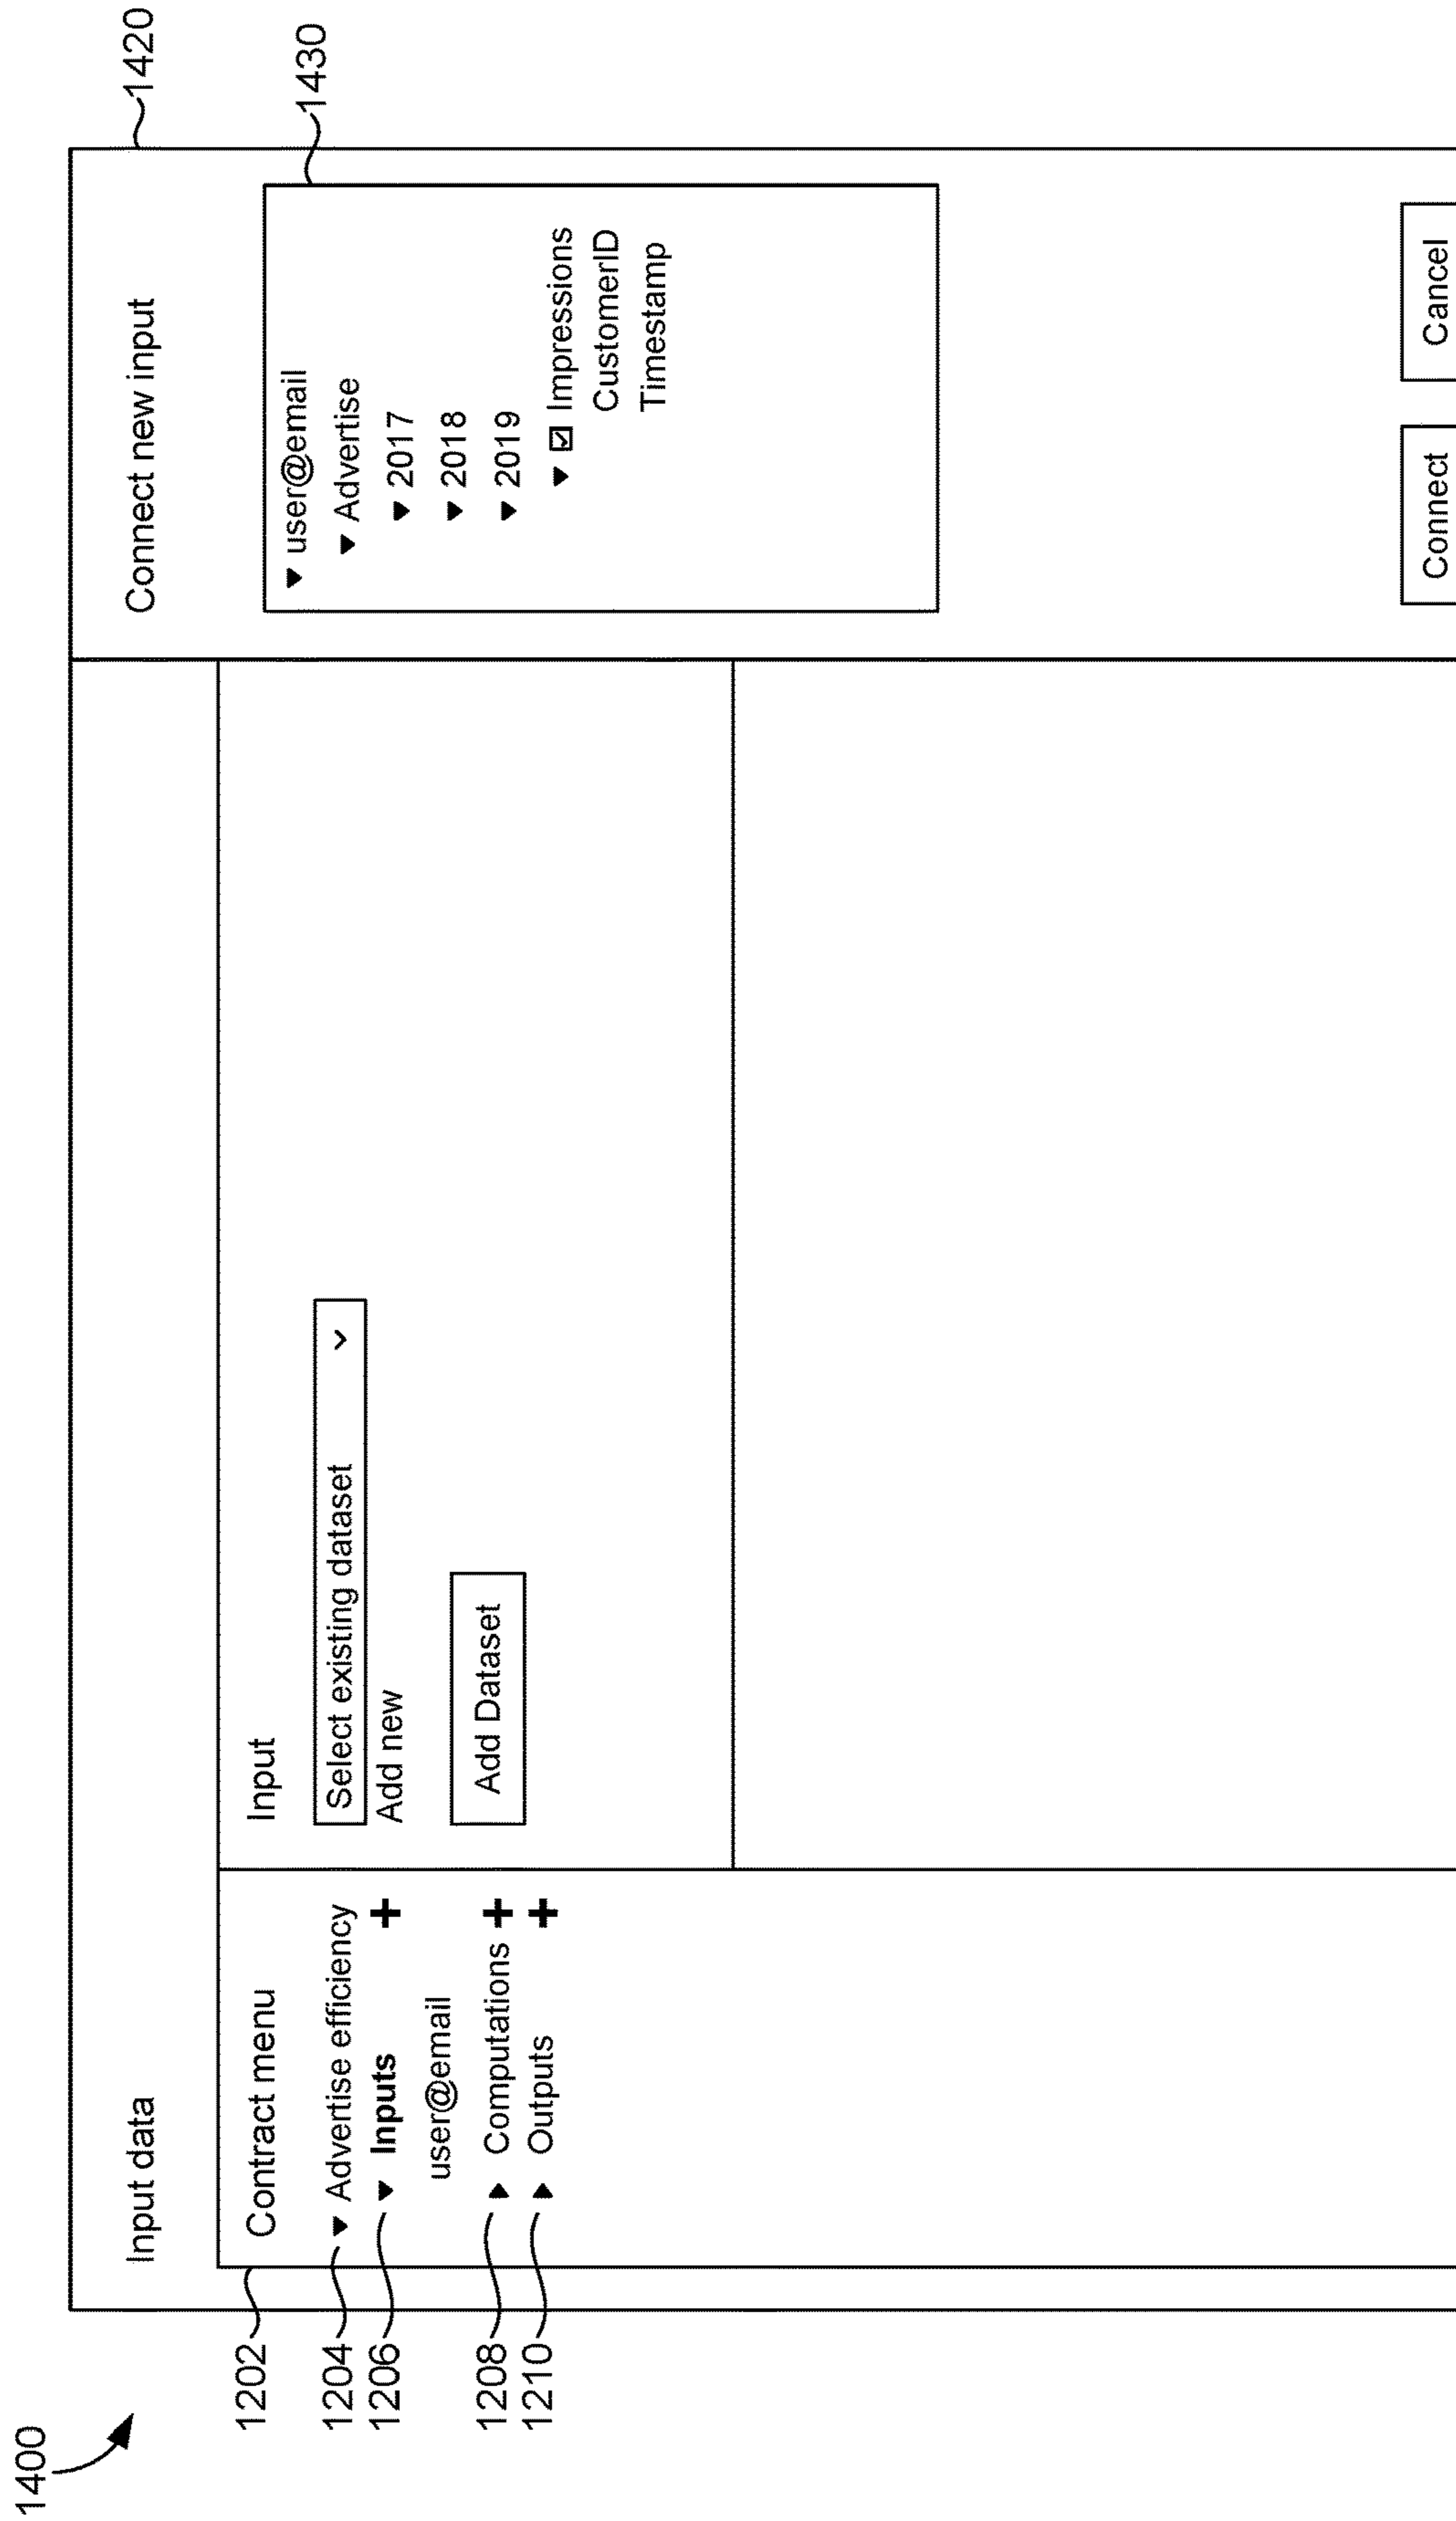 1400
Input data
Connect new input
1420
1202
Contract menu
1204
Advertise efficiency
1206
Inputs +
user@email
1208
Computations +
1210
Outputs +
Input
Select existing dataset
Add new
Add Dataset
1430
user@email
Advertise
2017
2018
2019
Impressions
CustomerID
Timestamp
Connect
Cancel